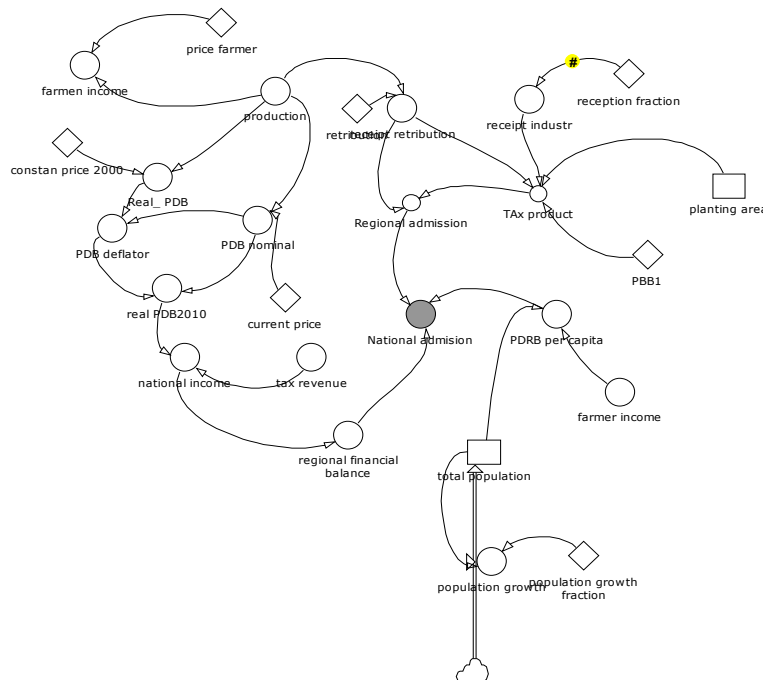 price farmer
#
farmen income
reception fraction
production
receipt industr
retribution
receipt retribution
constan price 2000
Real_ PDB
planting area
Regional admission
TAx product
PDB nominal
PDB deflator
PBB1
real PDB2010
current price
National admision
PDRB per capita
national income
tax revenue
farmer income
regional financial
balance
total population
population growth
population growth
fraction